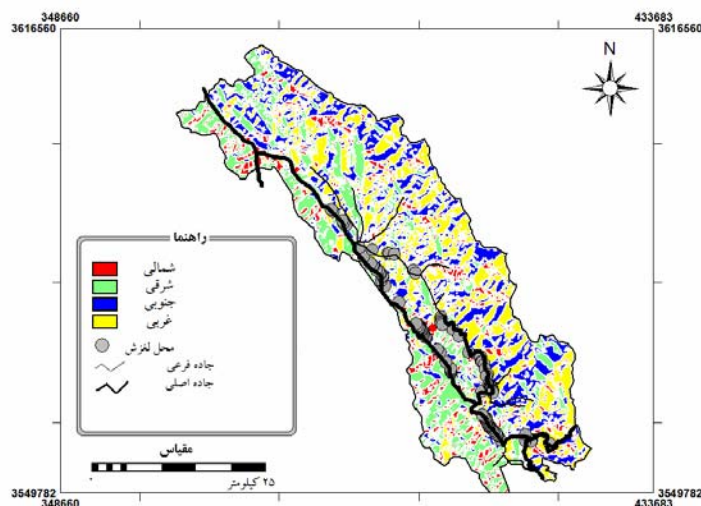 348660 433683
3616560 3616560
N
راهنما
شمالی
شرقی
جنوبی
غربی
محل لغزش
جاده فرعی
جاده اصلی
مقیاس
۰ ۲۵ کیلومتر
3549782 3549782
348660 433683